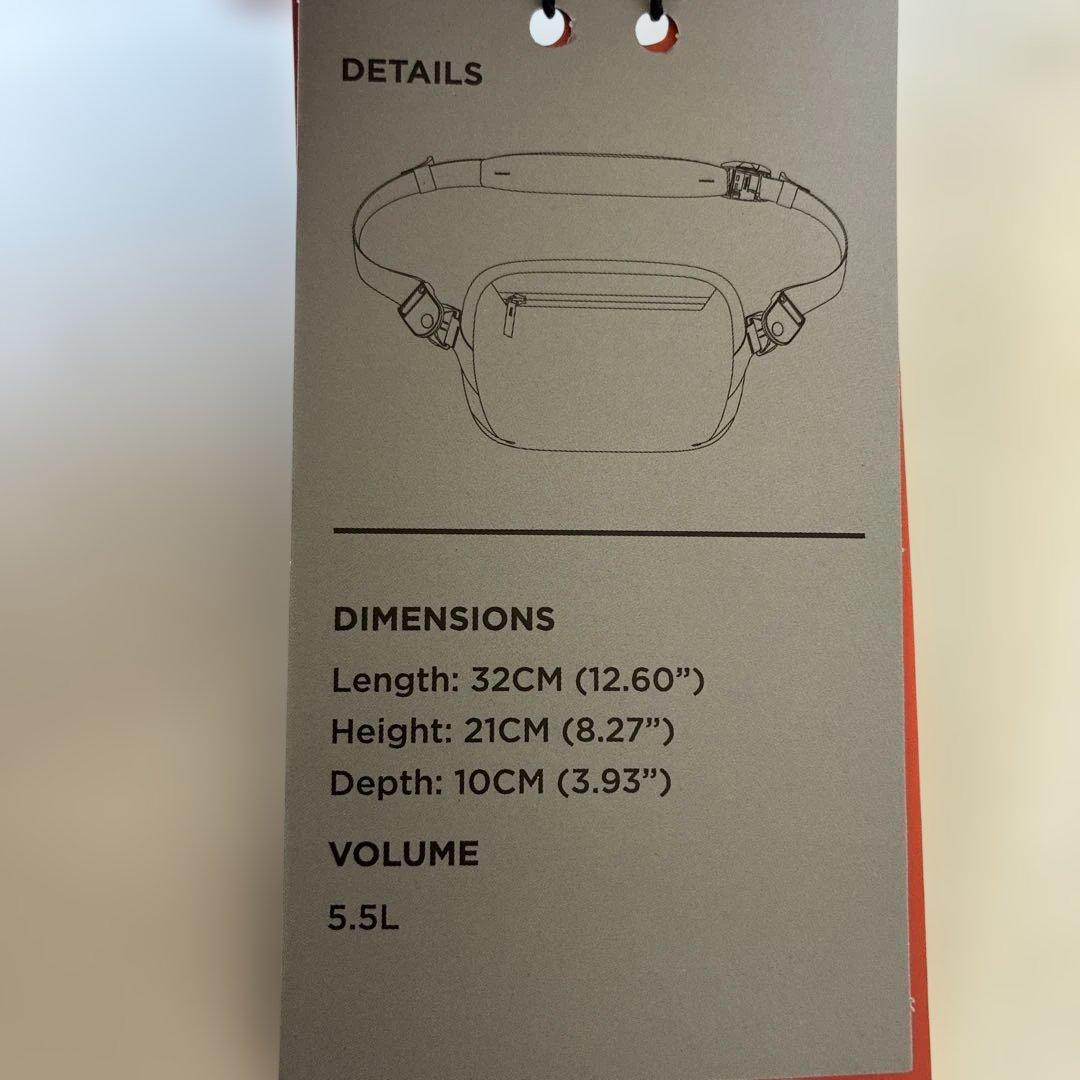 DETAILS
DIMENSIONS
Length: 32CM (12.60”)
Height: 21CM (8.27”)
Depth: 10CM (3.93”)
VOLUME
5.5L